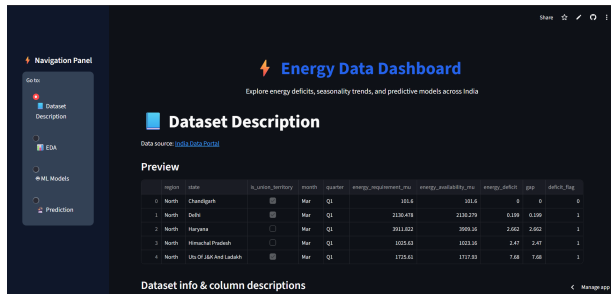 Share
Navigation Panel
Go to:
Dataset Description
EDA
ML Models
Prediction
Energy Data Dashboard
Explore energy deficits, seasonality trends, and predictive models across India
Dataset Description
Data source: India Data Portal
Preview
region state is_union_territory month quarter energy_requirement_mu energy_availability_mu energy_deficit gap deficit_flag
0 North Chandigarh Mar Q1 101.6 101.6 0 0 0
1 North Delhi Mar Q1 2130.478 2130.279 0.199 0.199 1
2 North Haryana Mar Q1 3911.822 3909.16 2.662 2.662 1
3 North Himachal Pradesh Mar Q1 1025.63 1023.16 2.47 2.47 1
4 North Uts Of J&K And Ladakh Mar Q1 1725.61 1717.93 7.68 7.68 1
Dataset info & column descriptions
Manage app